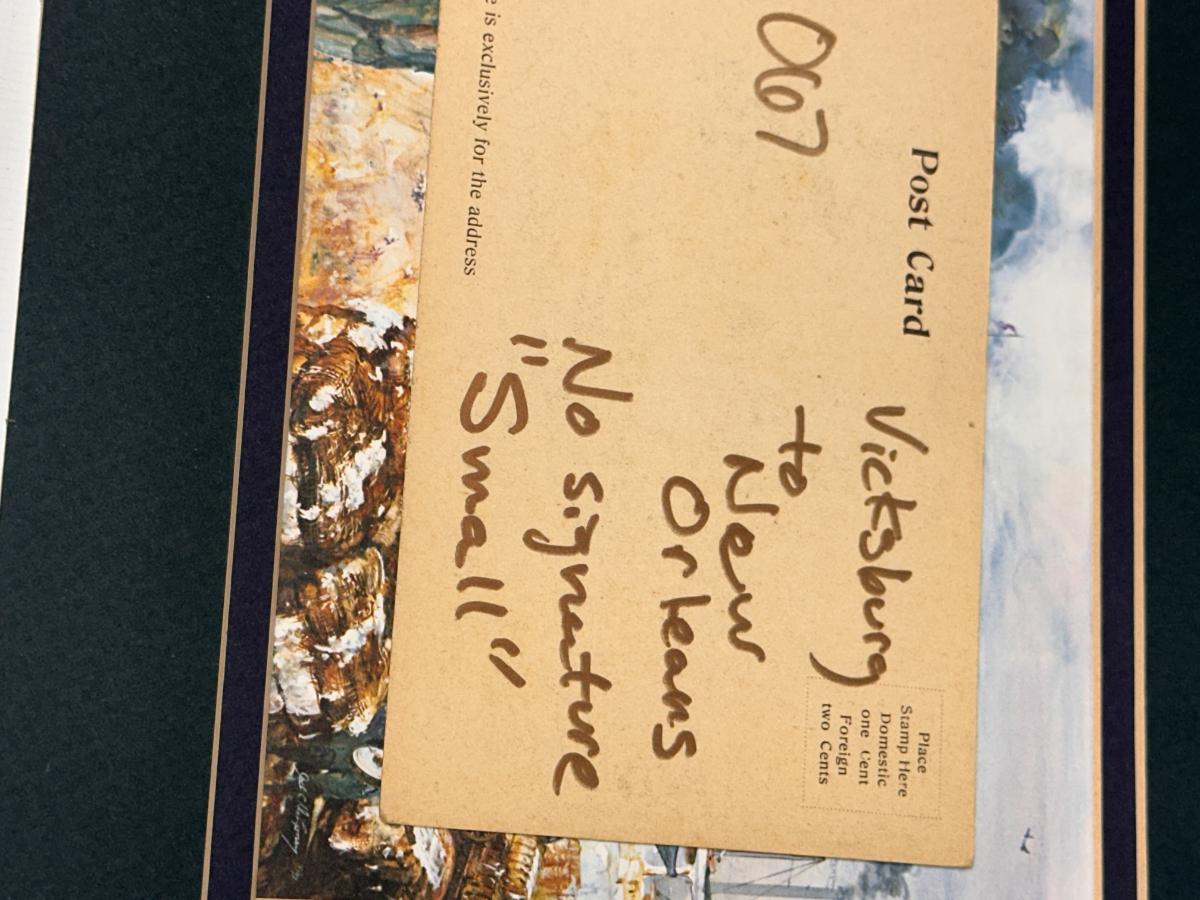 Post Card
Place
Stamp Here
Domestic
one Cent
Foreign
two Cents
067
Vicksburg
to
New
Orleans
No signature
"Small"
e is exclusively for the address